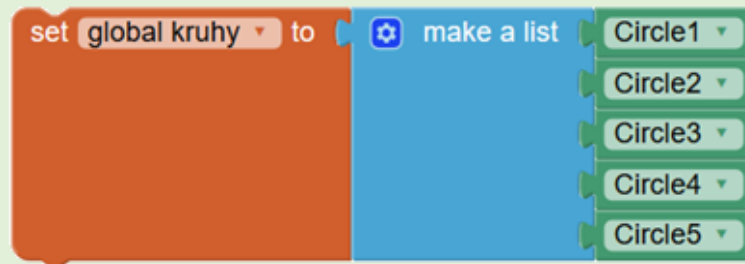 set global kruhy to make a list Circle1
Circle2
Circle3
Circle4
Circle5